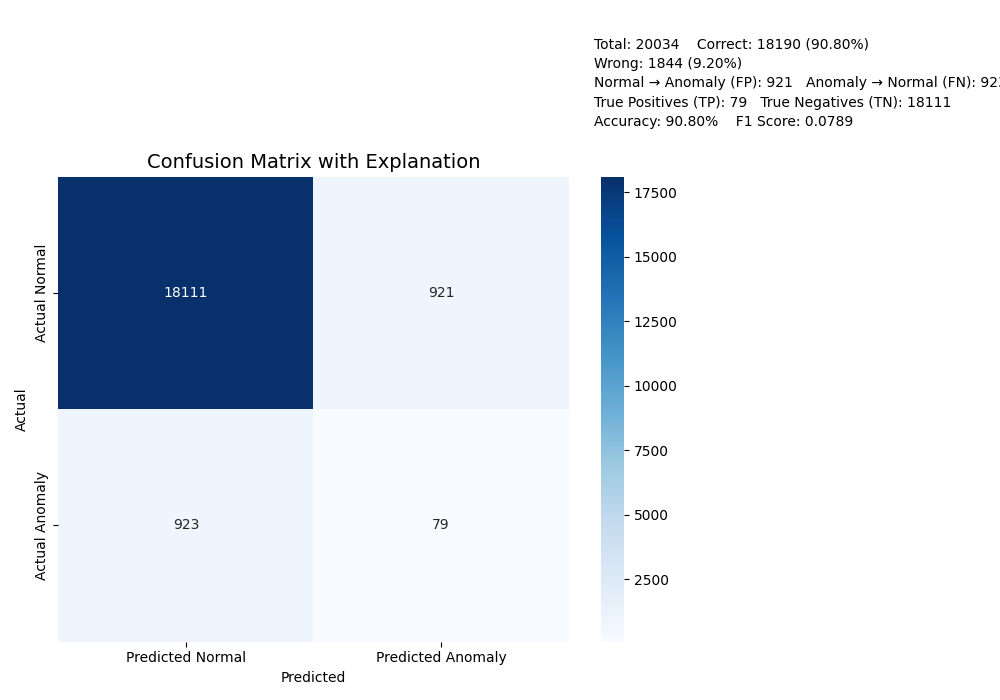 Total: 20034    Correct: 18190 (90.80%)
Wrong: 1844 (9.20%)
Normal → Anomaly (FP): 921   Anomaly → Normal (FN): 923
True Positives (TP): 79   True Negatives (TN): 18111
Accuracy: 90.80%    F1 Score: 0.0789
Confusion Matrix with Explanation
Actual
Actual Normal
Actual Anomaly
18111
921
923
79
Predicted Normal
Predicted Anomaly
Predicted
17500
15000
12500
10000
7500
5000
2500